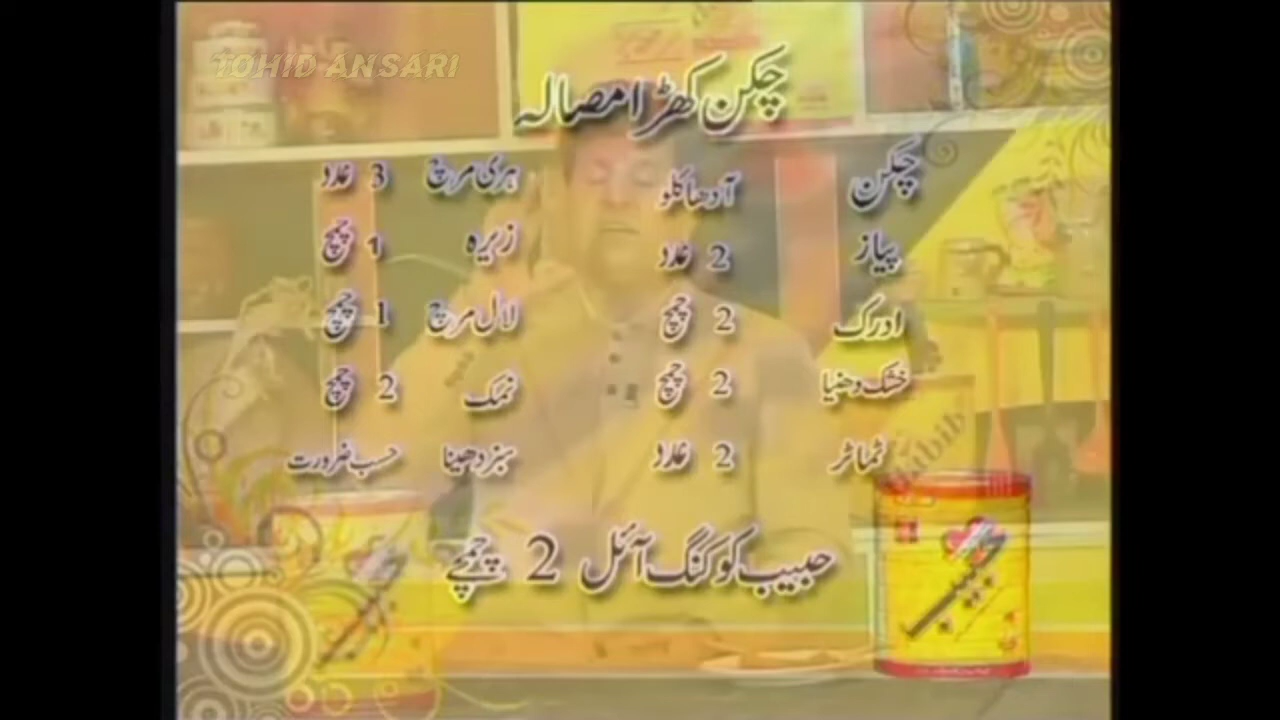 TOHID ANSARI
چکن کھڑا مصالہ
چکن آدھا کلو ہری مرچ 3 عدد
پیاز 2 عدد زیرہ 1 چمچ
ادرک 2 چمچ لال مرچ 1 چمچ
خشک دھنیا 2 چمچ نمک 2 چمچ
ٹماٹر 2 عدد سبز دھینا حسب ضرورت
حبیب کوکنگ آئل 2 چمچے
Habib